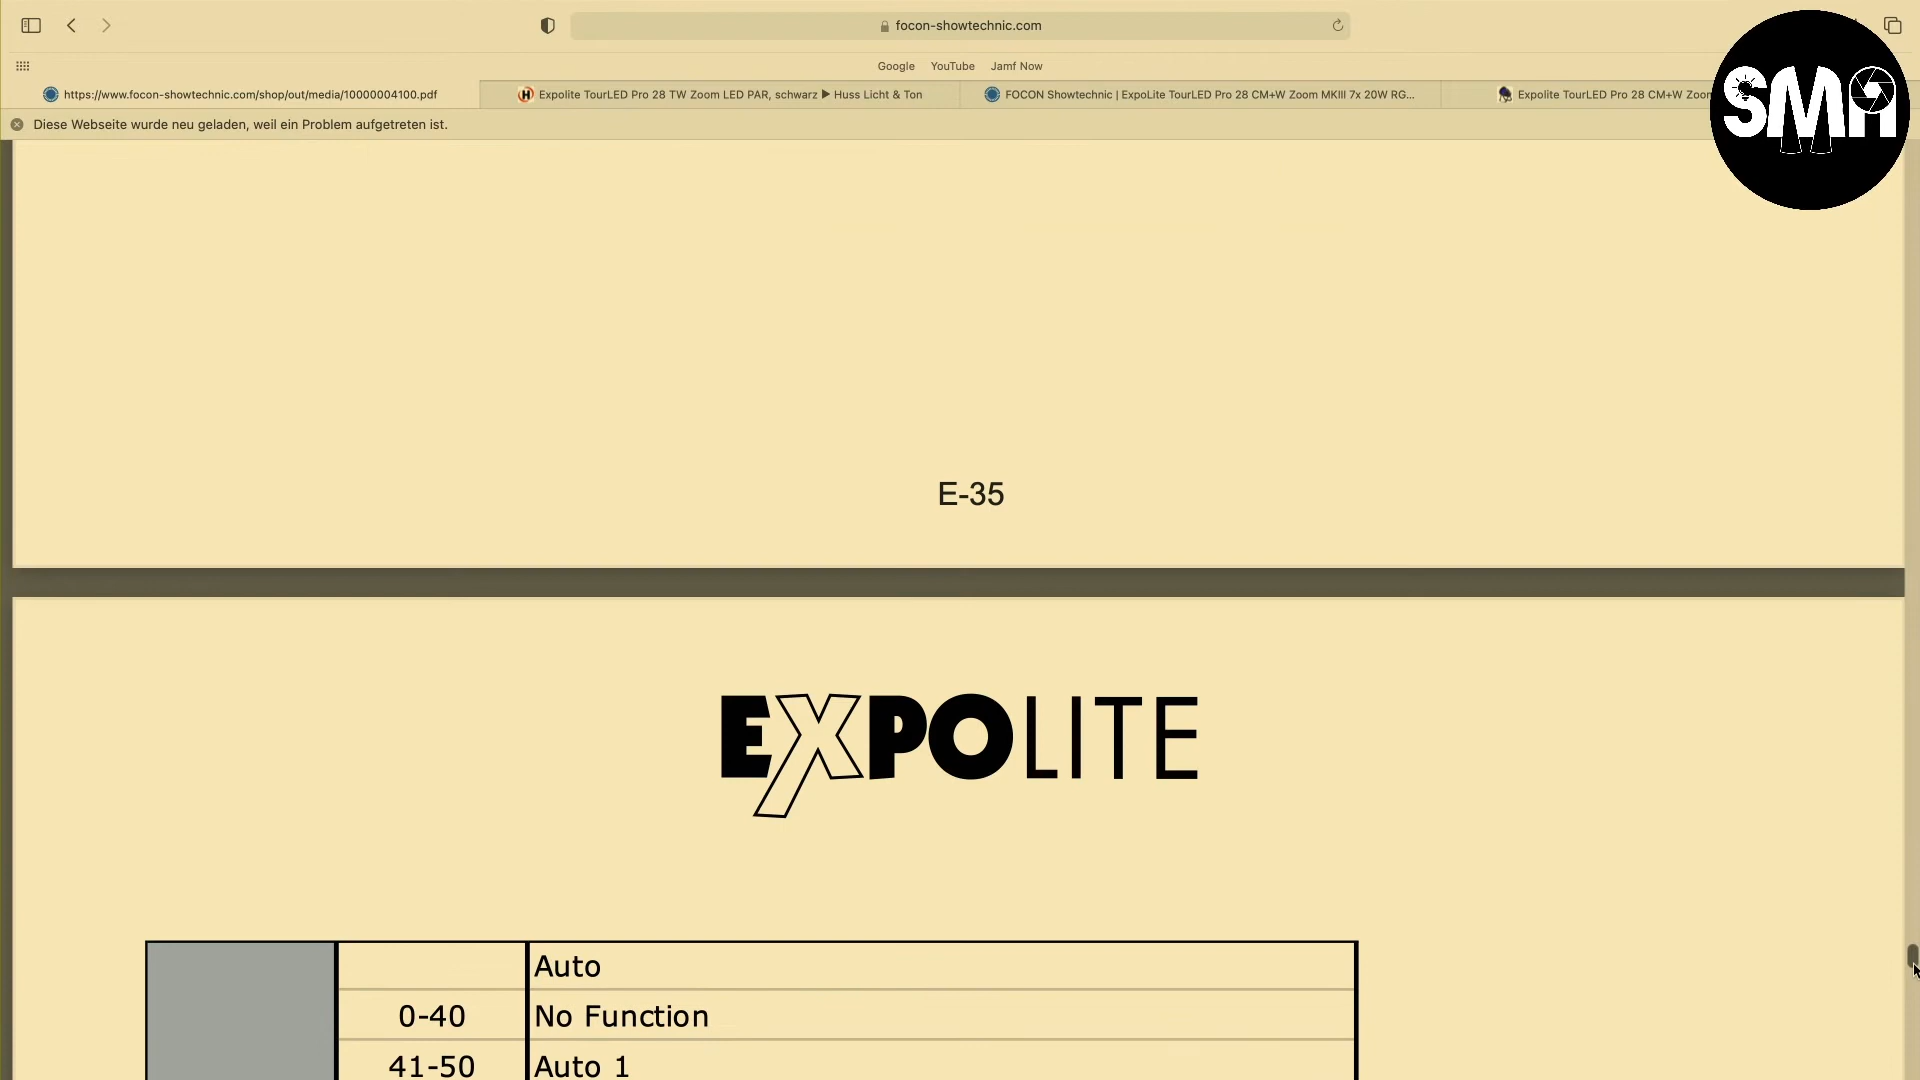 focon-showtechnic.com
Google YouTube Jamf Now
https://www.focon-showtechnic.com/shop/out/media/10000004100.pdf
Expolite TourLED Pro 28 TW Zoom LED PAR, schwarz ▶ Huss Licht & Ton
FOCON Showtechnic | ExpoLite TourLED Pro 28 CM+W Zoom MKIII 7x 20W RG...
Expolite TourLED Pro 28 CM+W Zoom
Diese Webseite wurde neu geladen, weil ein Problem aufgetreten ist.
SMH
E-35
EXPOLITE
Auto
0-40 No Function
41-50 Auto 1